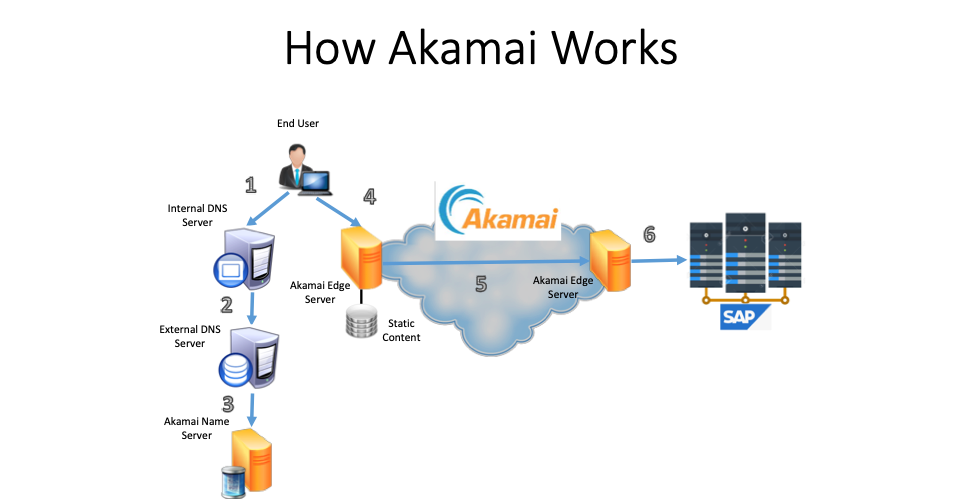 How Akamai Works
End User
1
4
Internal DNS
Server
Akamai
6
Akamai Edge
Server
5
Akamai Edge
Server
2
Static
Content
SAP
External DNS
Server
3
Akamai Name
Server